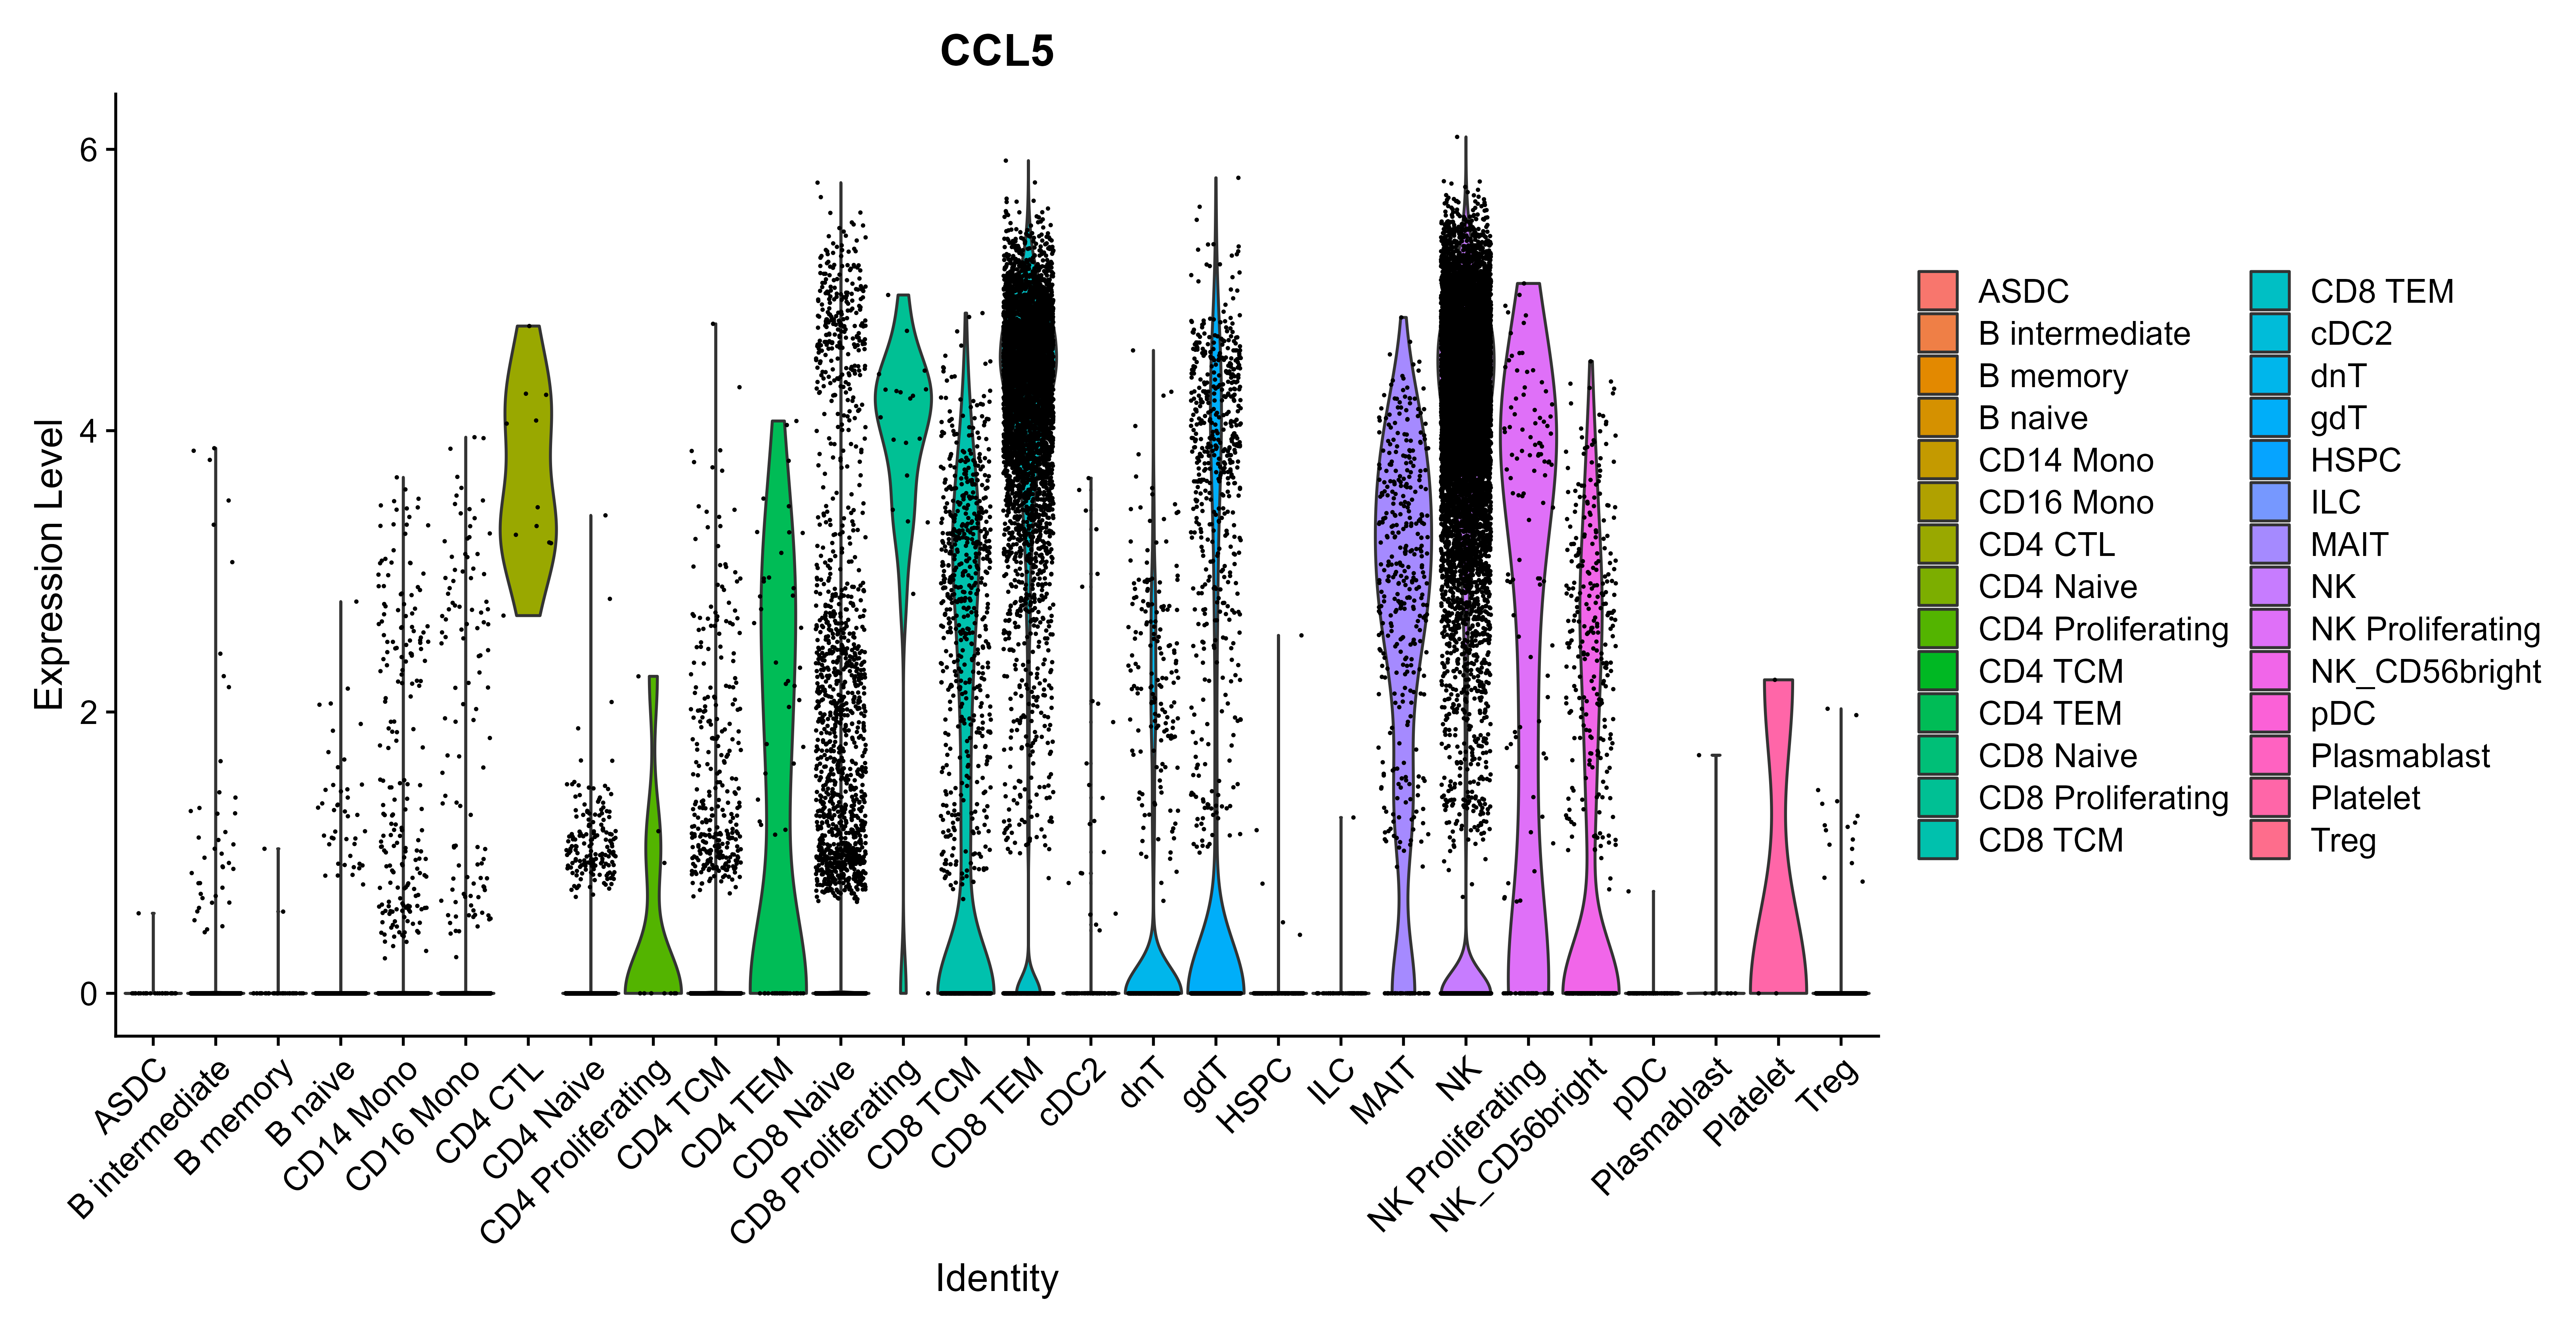 CCL5
Expression Level
6
4
2
0
ASDC
B intermediate
B memory
B naive
CD14 Mono
CD16 Mono
CD4 CTL
CD4 Naive
CD4 Proliferating
CD4 TCM
CD4 TEM
CD8 Naive
CD8 Proliferating
CD8 TCM
CD8 TEM
cDC2
dnT
gdT
HSPC
ILC
MAIT
NK
NK Proliferating
NK_CD56bright
pDC
Plasmablast
Platelet
Treg
Identity
ASDC
B intermediate
B memory
B naive
CD14 Mono
CD16 Mono
CD4 CTL
CD4 Naive
CD4 Proliferating
CD4 TCM
CD4 TEM
CD8 Naive
CD8 Proliferating
CD8 TCM
CD8 TEM
cDC2
dnT
gdT
HSPC
ILC
MAIT
NK
NK Proliferating
NK_CD56bright
pDC
Plasmablast
Platelet
Treg